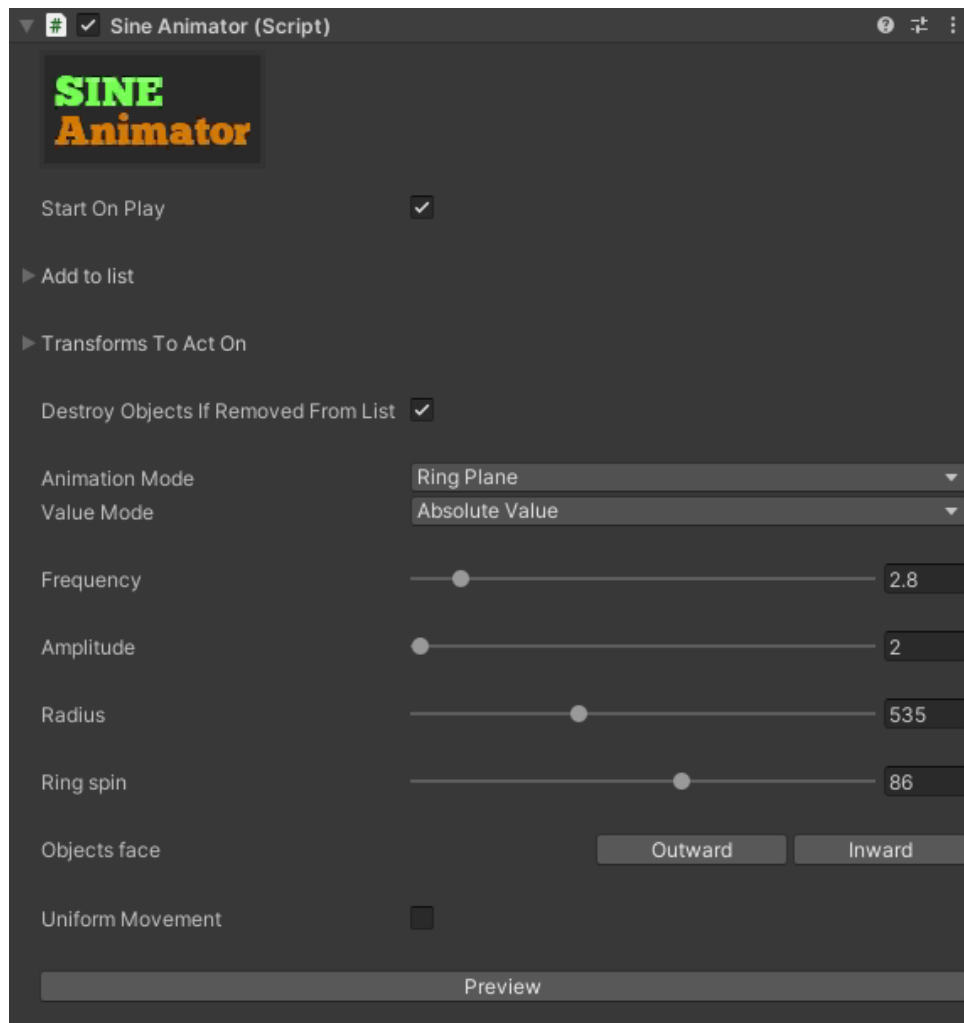 Sine Animator (Script)
SINE
Animator
Start On Play
Add to list
Transforms To Act On
Destroy Objects If Removed From List
Animation Mode Ring Plane
Value Mode Absolute Value
Frequency 2.8
Amplitude 2
Radius 535
Ring spin 86
Objects face Outward Inward
Uniform Movement
Preview